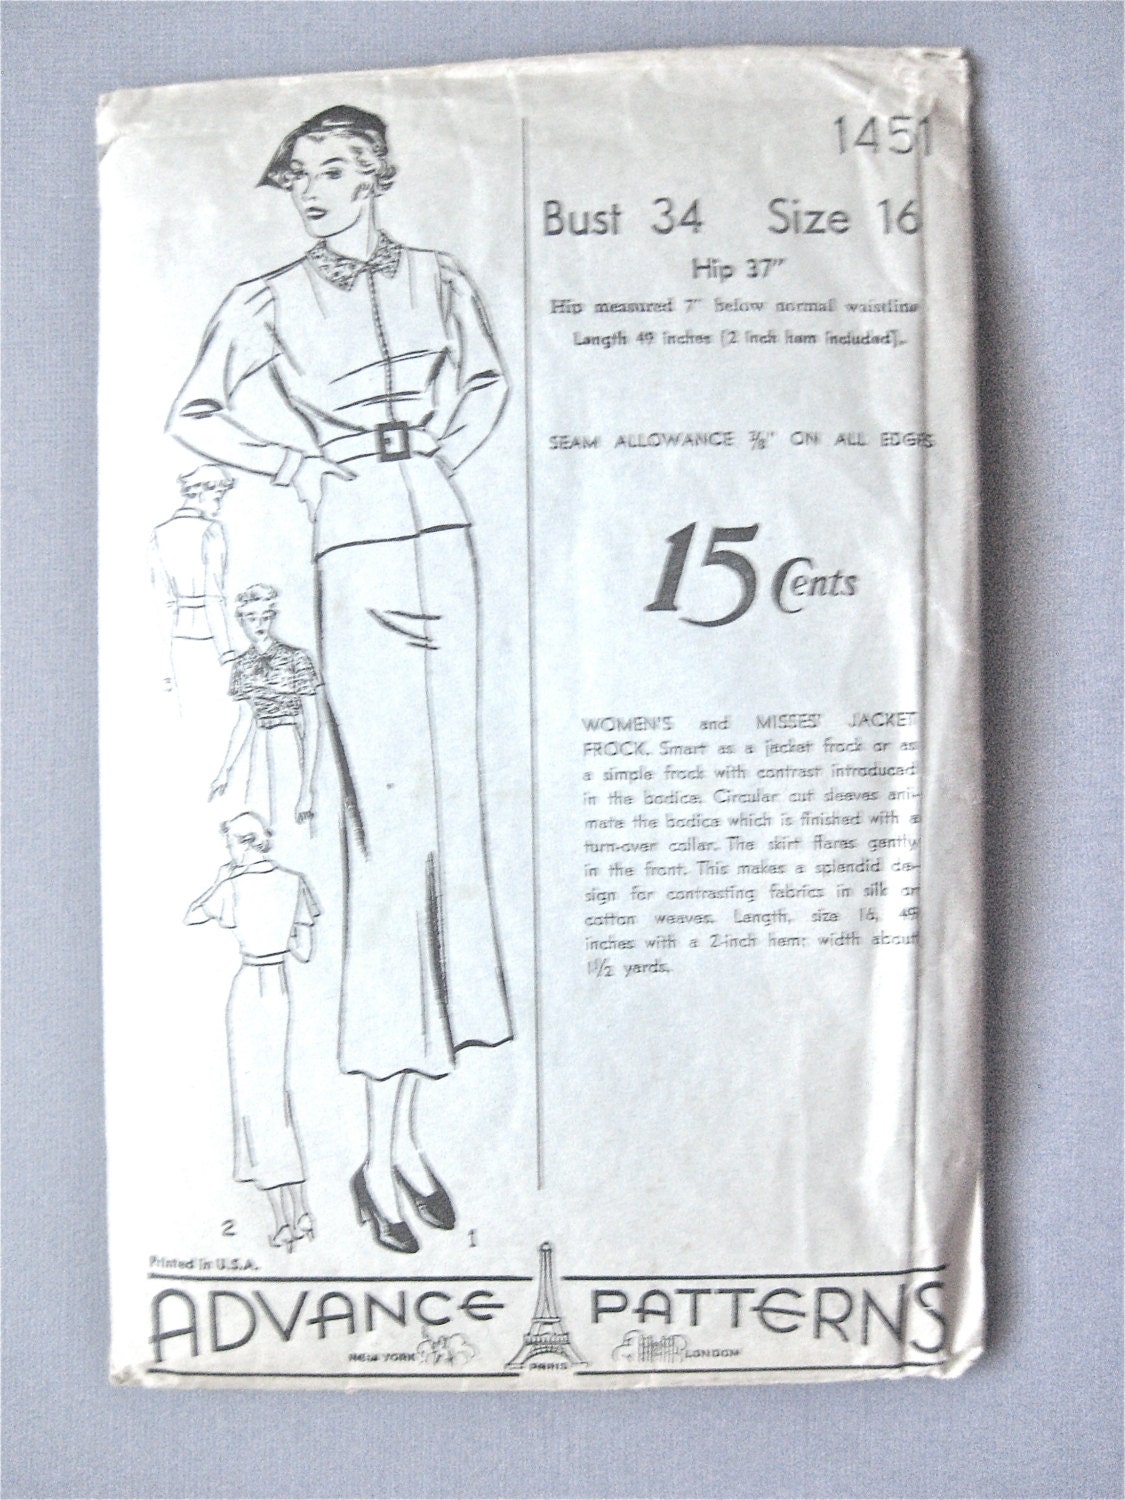 1451
Bust 34 Size 16
Hip 37"
Hip measured 7" below normal waistline
Length 49 inches [2 inch hem included].
SEAM ALLOWANCE ⅜" ON ALL EDGES
15 Cents
WOMEN'S and MISSES' JACKET
FROCK. Smart as a jacket frock or as
a simple frock with contrast introduced
in the bodice. Circular cut sleeves ani-
mate the bodice which is finished with a
turn-over collar. The skirt flares gently
in the front. This makes a splendid de-
sign for contrasting fabrics in silk or
cotton weaves. Length, size 16, 49
inches with a 2-inch hem; width about
1½ yards.
2
1
Printed in U.S.A.
ADVANCE PATTERNS
NEW YORK PARIS LONDON